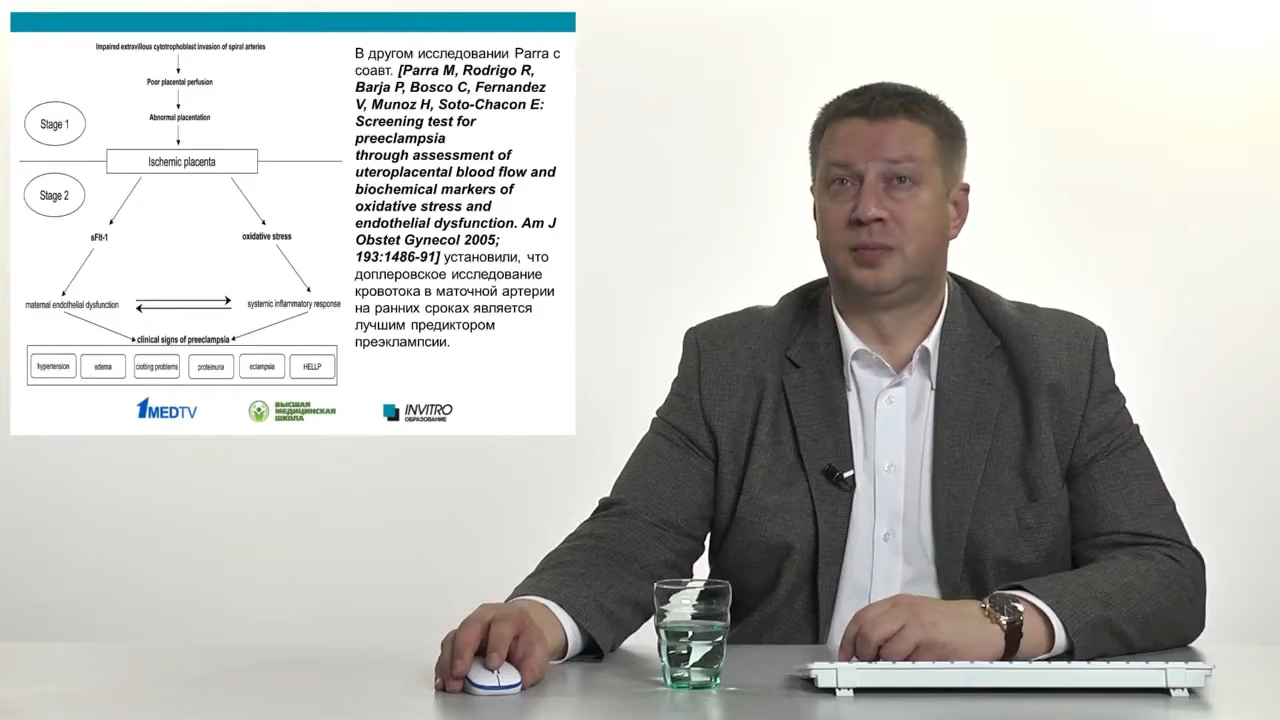 Impaired extravillous cytotrophoblast invasion of spiral arteries
Poor placental perfusion
Abnormal placentation
Stage 1
Ischemic placenta
Stage 2
sFlt-1
oxidative stress
maternal endothelial dysfunction
systemic inflammatory response
clinical signs of preeclampsia
hypertension
edema
clotting problems
proteinuria
eclampsia
HELLP
В другом исследовании Parra с
соавт. [Parra M, Rodrigo R,
Barja P, Bosco C, Fernandez
V, Munoz H, Soto-Chacon E:
Screening test for
preeclampsia
through assessment of
uteroplacental blood flow and
biochemical markers of
oxidative stress and
endothelial dysfunction. Am J
Obstet Gynecol 2005;
193:1486-91] установили, что
доплеровское исследование
кровотока в маточной артерии
на ранних сроках является
лучшим предиктором
преэклампсии.
1MEDTV
ВЫСШАЯ
МЕДИЦИНСКАЯ
ШКОЛА
INVITRO
ОБРАЗОВАНИЕ